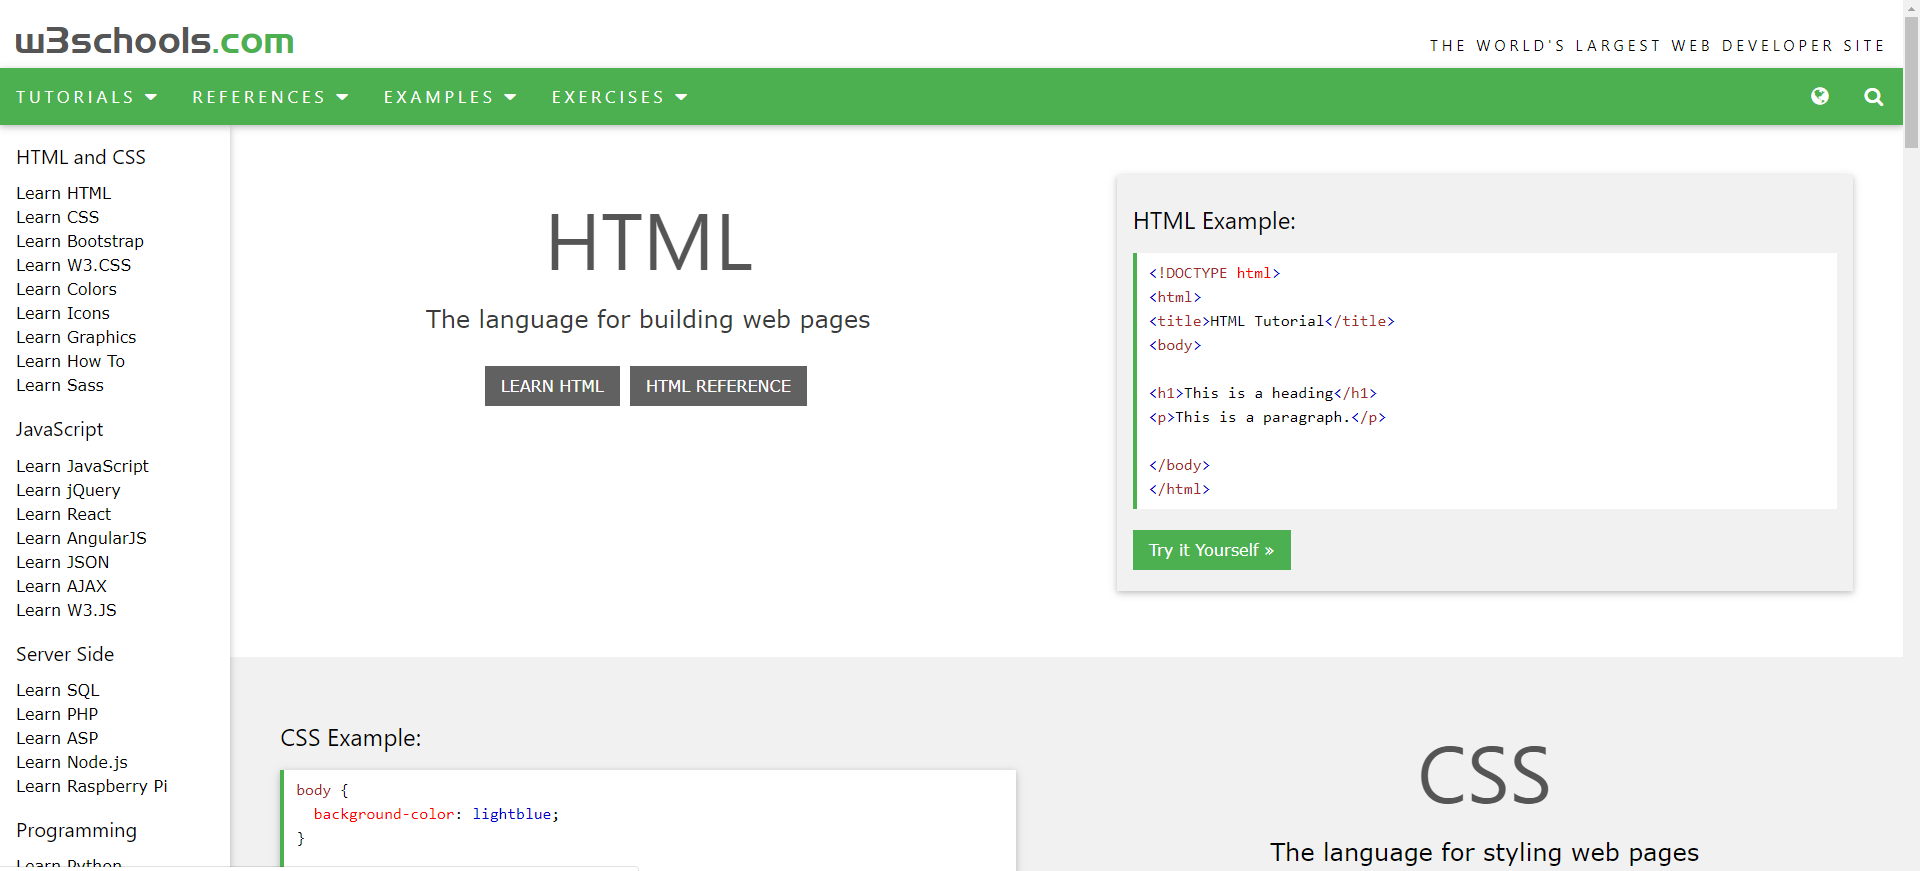 w3schools.com
THE WORLD'S LARGEST WEB DEVELOPER SITE
TUTORIALS REFERENCES EXAMPLES EXERCISES
HTML and CSS
Learn HTML
Learn CSS
Learn Bootstrap
Learn W3.CSS
Learn Colors
Learn Icons
Learn Graphics
Learn How To
Learn Sass
JavaScript
Learn JavaScript
Learn jQuery
Learn React
Learn AngularJS
Learn JSON
Learn AJAX
Learn W3.JS
Server Side
Learn SQL
Learn PHP
Learn ASP
Learn Node.js
Learn Raspberry Pi
Programming
Learn Python
HTML
The language for building web pages
LEARN HTML HTML REFERENCE
HTML Example:
<!DOCTYPE html>
<html>
<title>HTML Tutorial</title>
<body>
<h1>This is a heading</h1>
<p>This is a paragraph.</p>
</body>
</html>
Try it Yourself »
CSS Example:
body {
  background-color: lightblue;
}
CSS
The language for styling web pages